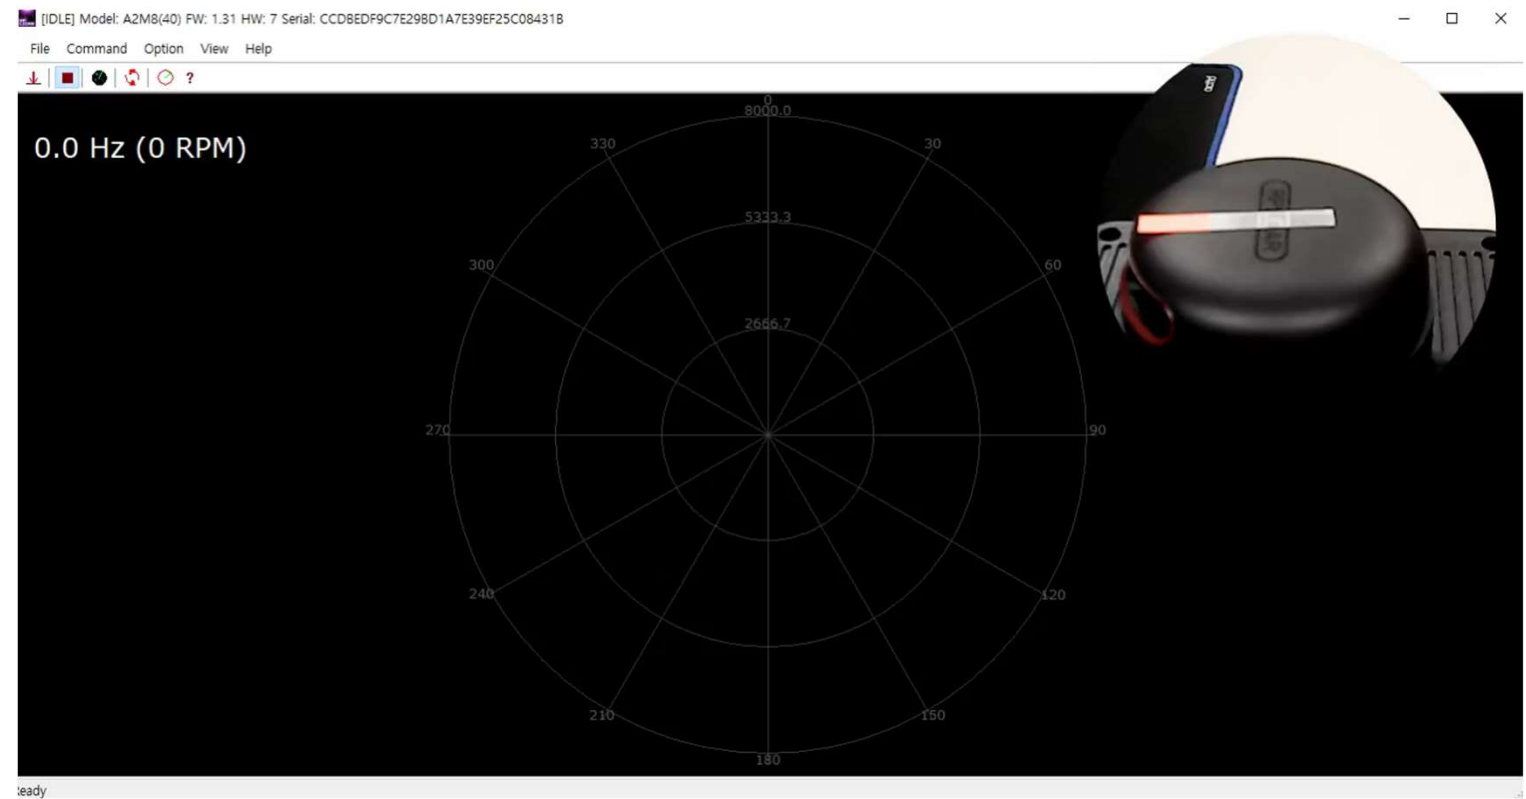 [IDLE] Model: A2M8(40) FW: 1.31 HW: 7 Serial: CCDBEDF9C7E29BD1A7E39EF25C08431B
File Command Option View Help
?
0.0 Hz (0 RPM)
0
8000.0
330 30
5333.3
300 60
2666.7
270 90
240 120
210 150
180
eady